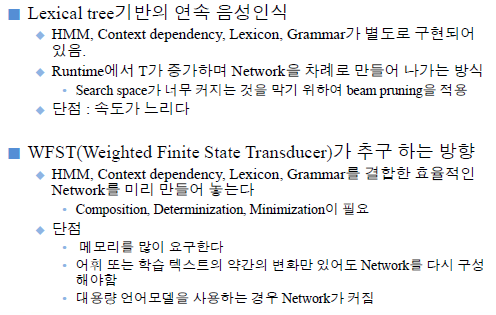 Lexical tree기반의 연속 음성인식
HMM, Context dependency, Lexicon, Grammar가 별도로 구현되어
있음.
Runtime에서 T가 증가하며 Network을 차례로 만들어 나가는 방식
Search space가 너무 커지는 것을 막기 위하여 beam pruning을 적용
단점 : 속도가 느리다
WFST(Weighted Finite State Transducer)가 추구 하는 방향
HMM, Context dependency, Lexicon, Grammar를 결합한 효율적인
Network를 미리 만들어 놓는다
Composition, Determinization, Minimization이 필요
단점
메모리를 많이 요구한다
어휘 또는 학습 텍스트의 약간의 변화만 있어도 Network를 다시 구성
해야함
대용량 언어모델을 사용하는 경우 Network가 커짐